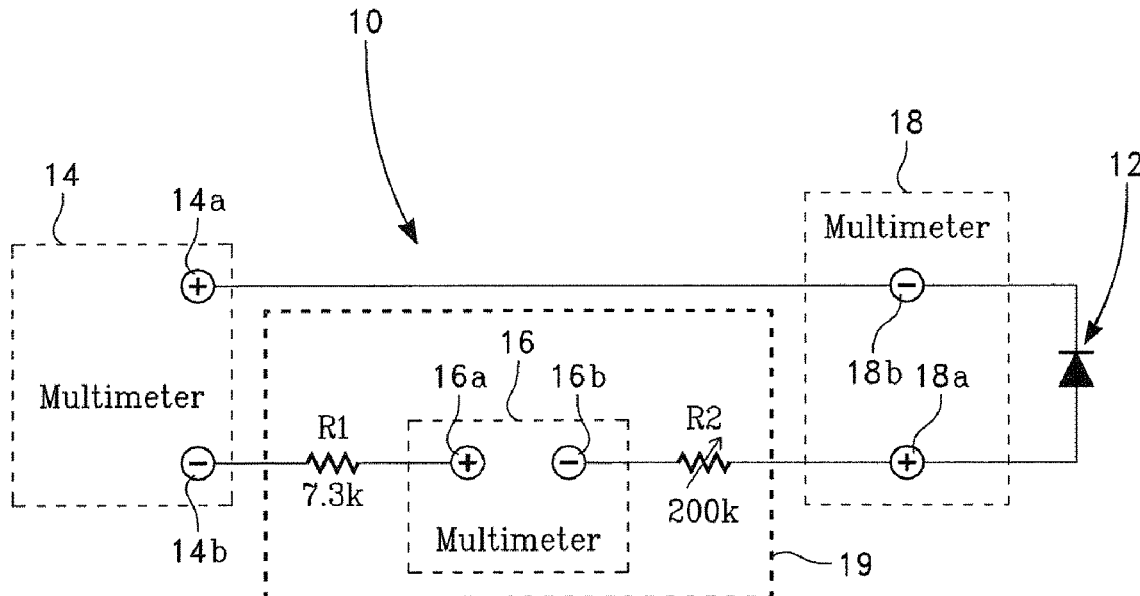 10
14
14a
18
12
Multimeter
+
−
16
16a
16b
18b
18a
Multimeter
R1
R2
−
+
−
+
7.3k
200k
Multimeter
14b
19